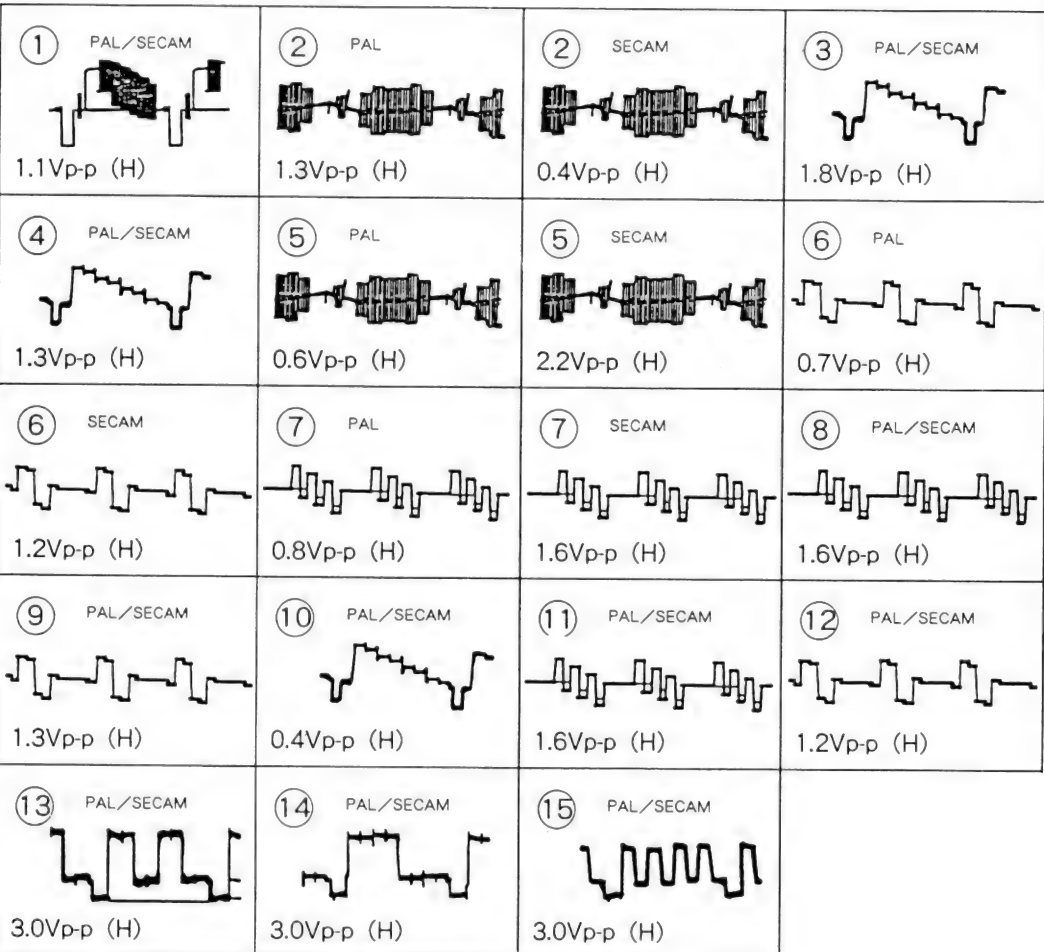 ① PAL/SECAM
1.1Vp-p (H)
② PAL
1.3Vp-p (H)
② SECAM
0.4Vp-p (H)
③ PAL/SECAM
1.8Vp-p (H)
④ PAL/SECAM
1.3Vp-p (H)
⑤ PAL
0.6Vp-p (H)
⑤ SECAM
2.2Vp-p (H)
⑥ PAL
0.7Vp-p (H)
⑥ SECAM
1.2Vp-p (H)
⑦ PAL
0.8Vp-p (H)
⑦ SECAM
1.6Vp-p (H)
⑧ PAL/SECAM
1.6Vp-p (H)
⑨ PAL/SECAM
1.3Vp-p (H)
⑩ PAL/SECAM
0.4Vp-p (H)
⑪ PAL/SECAM
1.6Vp-p (H)
⑫ PAL/SECAM
1.2Vp-p (H)
⑬ PAL/SECAM
3.0Vp-p (H)
⑭ PAL/SECAM
3.0Vp-p (H)
⑮ PAL/SECAM
3.0Vp-p (H)